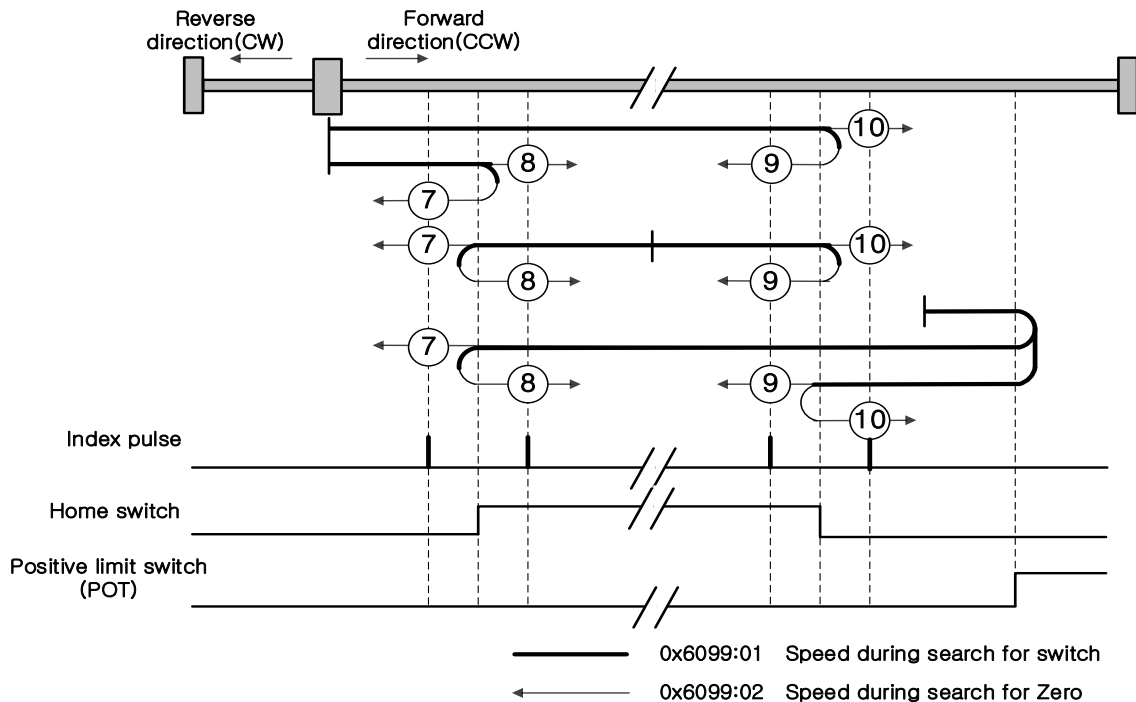 Reverse
direction(CW)
Forward
direction(CCW)
10
8
9
7
7
10
8
9
7
8
9
10
Index pulse
Home switch
Positive limit switch
(POT)
0x6099:01 Speed during search for switch
0x6099:02 Speed during search for Zero